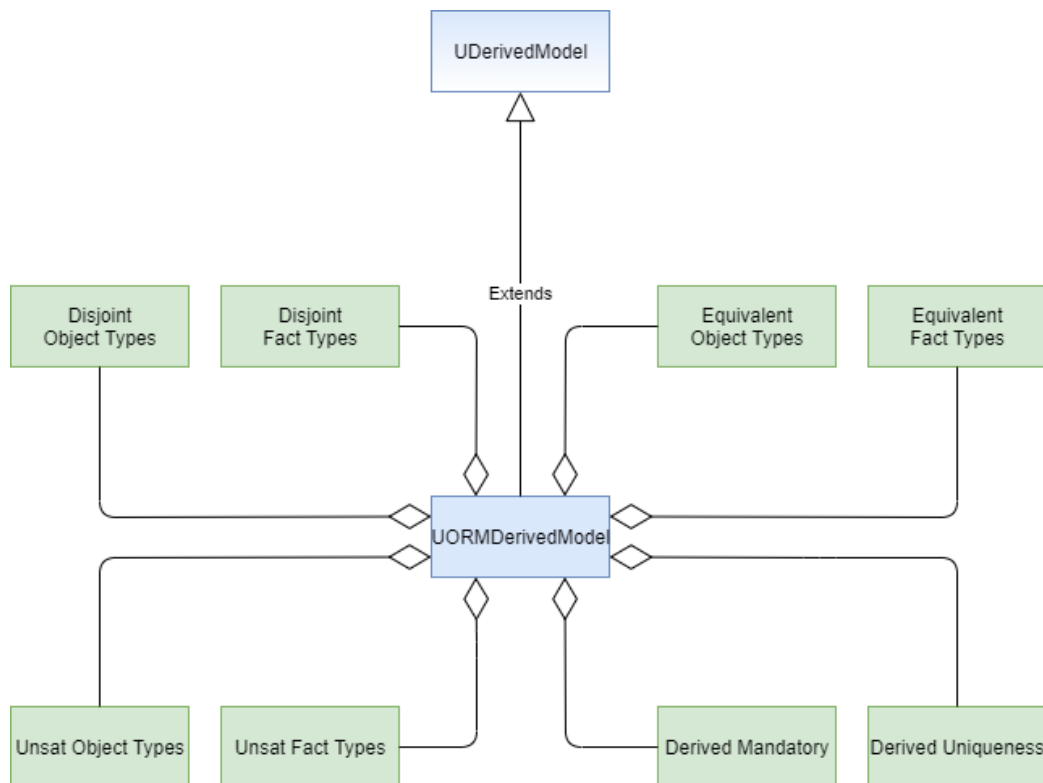 UDerivedModel
Extends
Disjoint
Object Types
Disjoint
Fact Types
Equivalent
Object Types
Equivalent
Fact Types
UORMDerivedModel
Unsat Object Types
Unsat Fact Types
Derived Mandatory
Derived Uniqueness